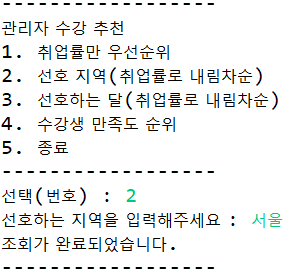 ------------------
관리자 수강 추천
1. 취업률만 우선순위
2. 선호 지역(취업률로 내림차순)
3. 선호하는 달(취업률로 내림차순)
4. 수강생 만족도 순위
5. 종료
------------------
선택(번호) : 2
선호하는 지역을 입력해주세요 : 서울
조회가 완료되었습니다.
------------------